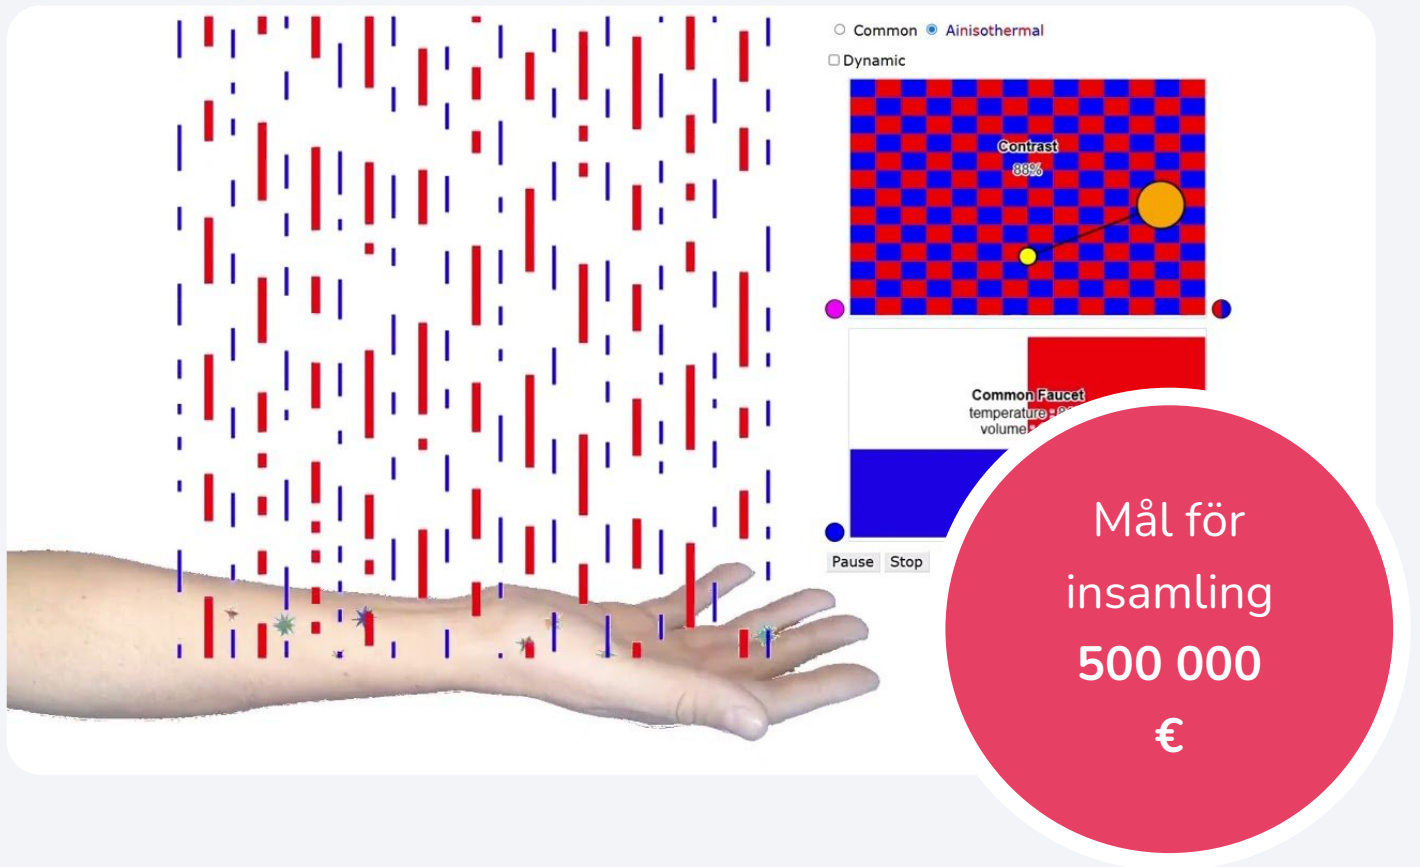 Common Ainisothermal
Dynamic
Contrast
88%
Common Faucet
temperature
volume
Pause Stop
Mål för
insamling
500 000
€